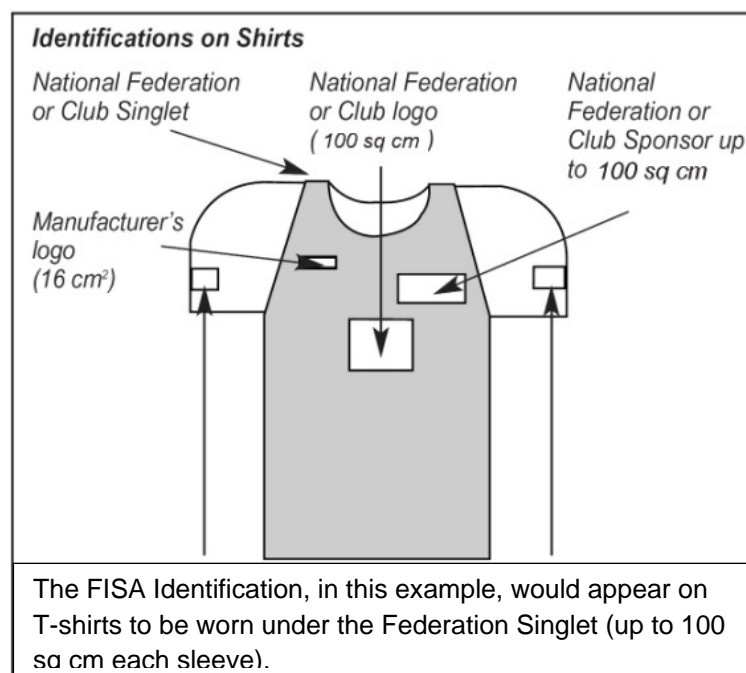 Identifications on Shirts
National Federation
or Club Singlet
National Federation
or Club logo
( 100 sq cm )
National
Federation or
Club Sponsor up
to 100 sq cm
Manufacturer's
logo
(16 cm²)
The FISA Identification, in this example, would appear on
T-shirts to be worn under the Federation Singlet (up to 100
sq cm each sleeve).